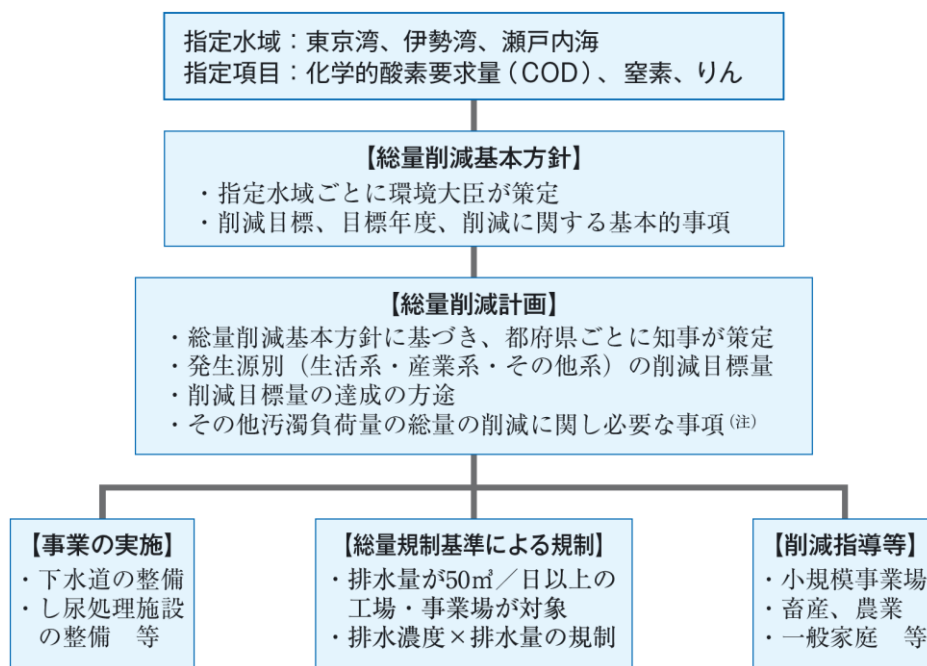 指定水域：東京湾、伊勢湾、瀬戸内海
指定項目：化学的酸素要求量（COD）、窒素、りん
【総量削減基本方針】
・指定水域ごとに環境大臣が策定
・削減目標、目標年度、削減に関する基本的事項
【総量削減計画】
・総量削減基本方針に基づき、都府県ごとに知事が策定
・発生源別（生活系・産業系・その他系）の削減目標量
・削減目標量の達成の方途
・その他汚濁負荷量の総量の削減に関し必要な事項（注）
【事業の実施】
・下水道の整備
・し尿処理施設
の整備　等
【総量規制基準による規制】
・排水量が50㎥／日以上の
工場・事業場が対象
・排水濃度×排水量の規制
【削減指導等】
・小規模事業場
・畜産、農業
・一般家庭　等